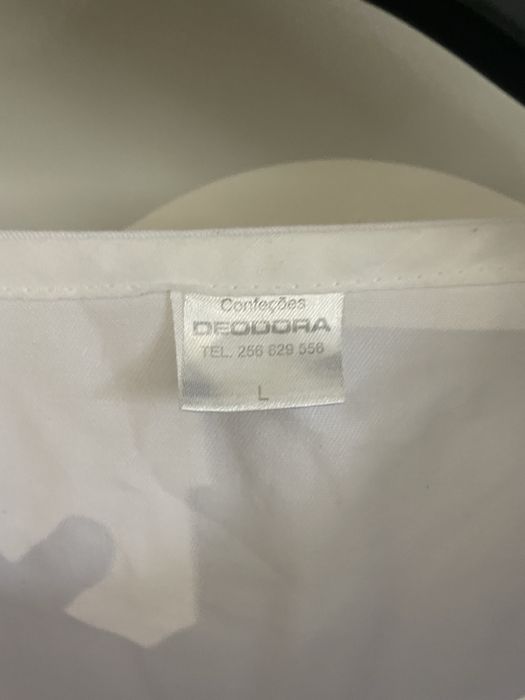 Confeções
DEODORA
TEL. 256 629 556
L